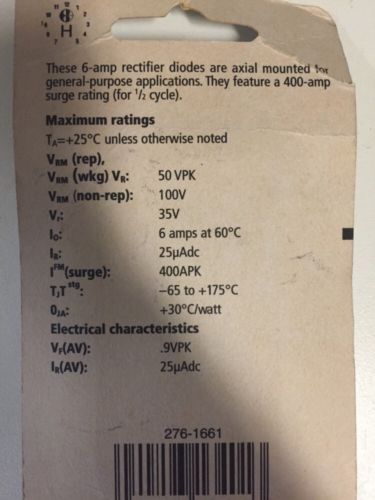 12
H
These 6-amp rectifier diodes are axial mounted for
general-purpose applications. They feature a 400-amp
surge rating (for 1/2 cycle).
Maximum ratings
TA=+25°C unless otherwise noted
VRM (rep),
VRM (wkg) VR: 50 VPK
VRM (non-rep): 100V
Vr: 35V
IO: 6 amps at 60°C
IR: 25µAdc
IFM(surge): 400APK
TJTstg: –65 to +175°C
0JA: +30°C/watt
Electrical characteristics
VF(AV): .9VPK
IR(AV): 25µAdc
276-1661